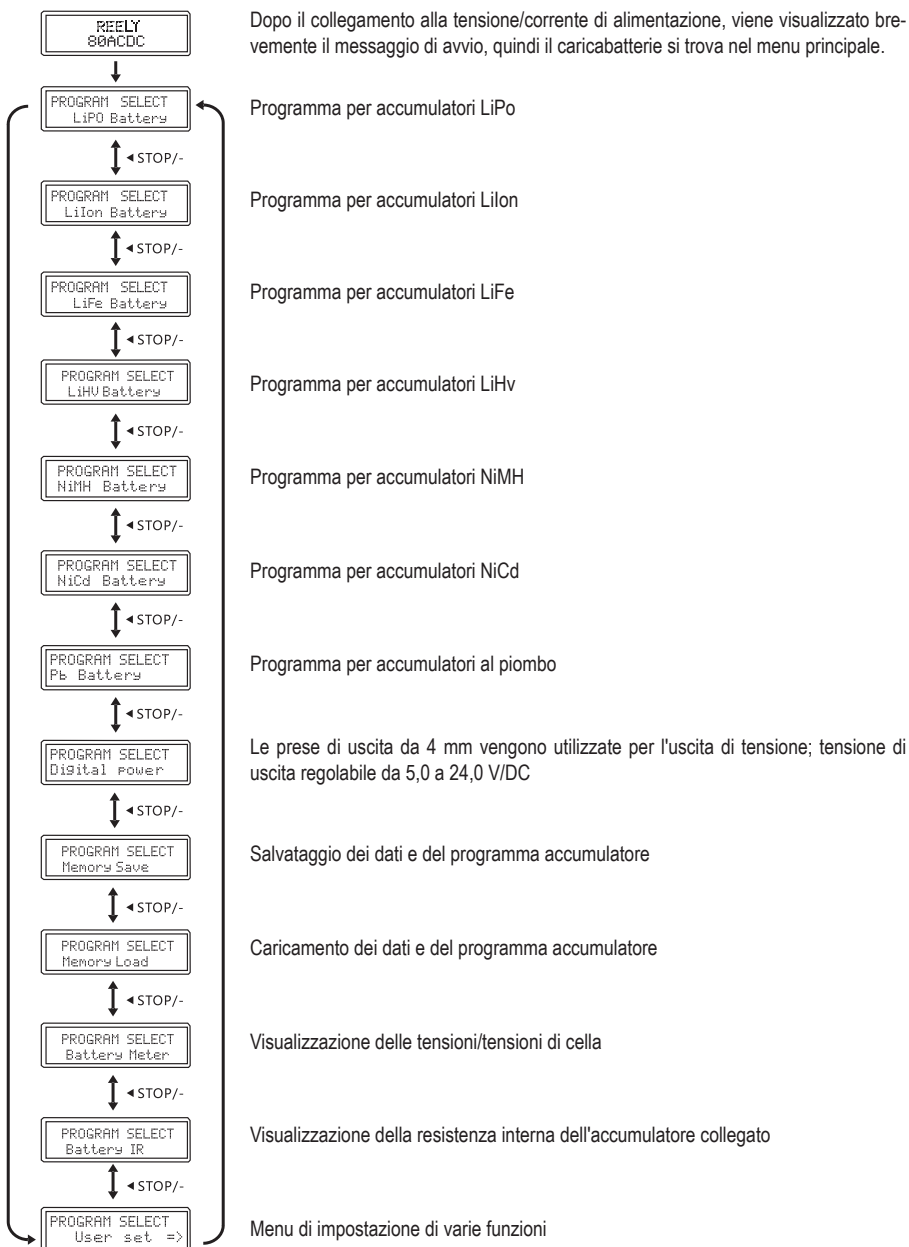 REELY
80ACDC
Dopo il collegamento alla tensione/corrente di alimentazione, viene visualizzato bre-
vemente il messaggio di avvio, quindi il caricabatterie si trova nel menu principale.
PROGRAM SELECT
LiPO Battery
Programma per accumulatori LiPo
◄STOP/-
PROGRAM SELECT
LiIon Battery
Programma per accumulatori LiIon
◄STOP/-
PROGRAM SELECT
LiFe Battery
Programma per accumulatori LiFe
◄STOP/-
PROGRAM SELECT
LiHV Battery
Programma per accumulatori LiHv
◄STOP/-
PROGRAM SELECT
NiMH Battery
Programma per accumulatori NiMH
◄STOP/-
PROGRAM SELECT
NiCd Battery
Programma per accumulatori NiCd
◄STOP/-
PROGRAM SELECT
Pb Battery
Programma per accumulatori al piombo
◄STOP/-
PROGRAM SELECT
Digital power
Le prese di uscita da 4 mm vengono utilizzate per l'uscita di tensione; tensione di
uscita regolabile da 5,0 a 24,0 V/DC
◄STOP/-
PROGRAM SELECT
Memory Save
Salvataggio dei dati e del programma accumulatore
◄STOP/-
PROGRAM SELECT
Memory Load
Caricamento dei dati e del programma accumulatore
◄STOP/-
PROGRAM SELECT
Battery Meter
Visualizzazione delle tensioni/tensioni di cella
◄STOP/-
PROGRAM SELECT
Battery IR
Visualizzazione della resistenza interna dell'accumulatore collegato
◄STOP/-
PROGRAM SELECT
User set =>
Menu di impostazione di varie funzioni